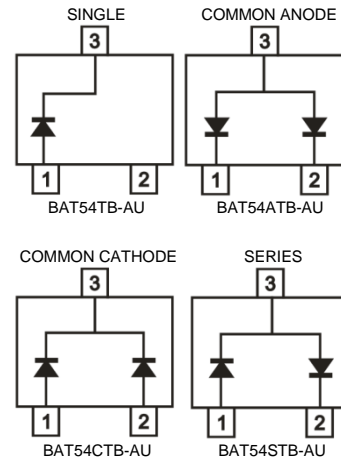 SINGLE
COMMON ANODE
3
3
1
2
1
2
BAT54TB-AU
BAT54ATB-AU
COMMON CATHODE
SERIES
3
3
1
2
1
2
BAT54CTB-AU
BAT54STB-AU